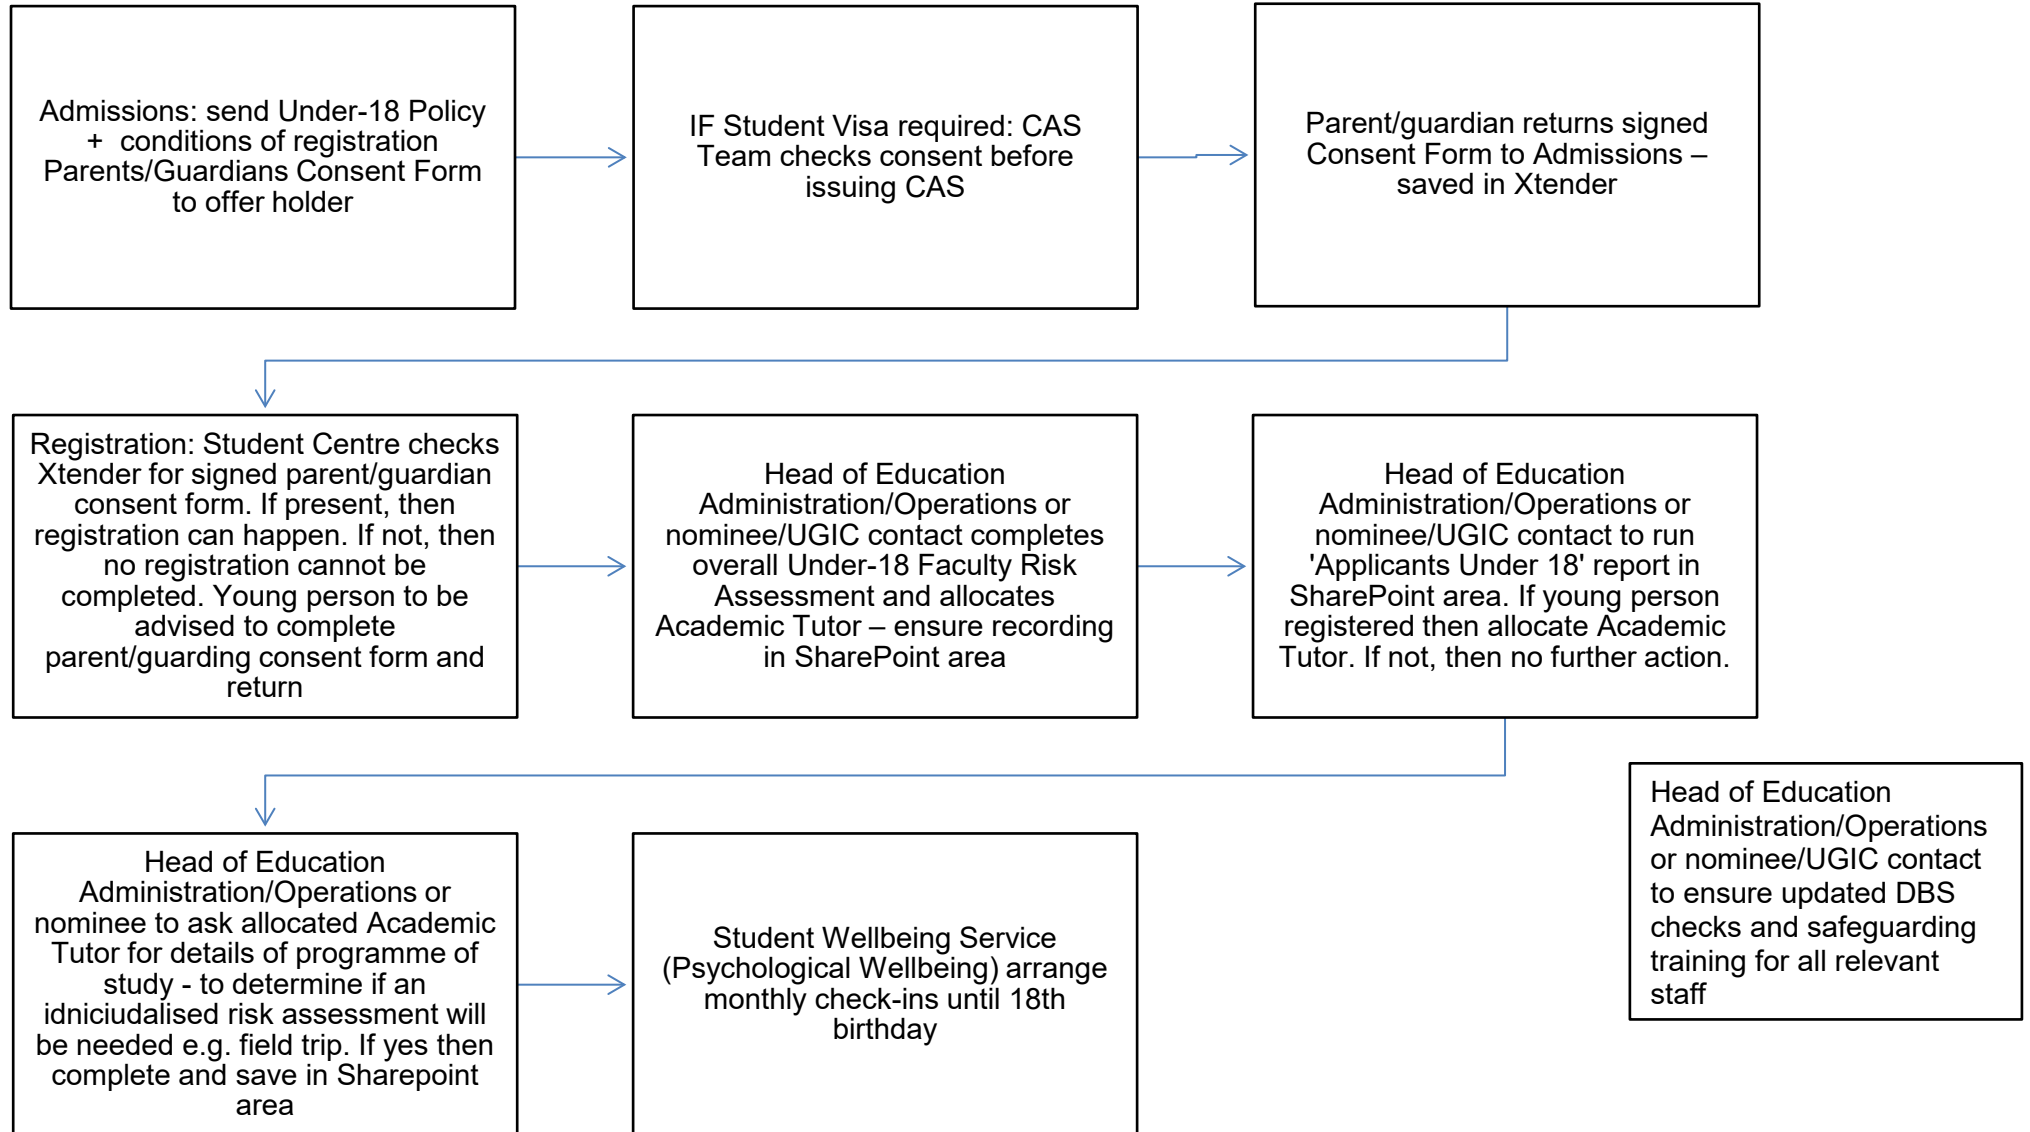 Admissions: send Under-18 Policy
+  conditions of registration
Parents/Guardians Consent Form
to offer holder
IF Student Visa required: CAS
Team checks consent before
issuing CAS
Parent/guardian returns signed
Consent Form to Admissions –
saved in Xtender
Registration: Student Centre checks
Xtender for signed parent/guardian
consent form. If present, then
registration can happen. If not, then
no registration cannot be
completed. Young person to be
advised to complete
parent/guarding consent form and
return
Head of Education
Administration/Operations or
nominee/UGIC contact completes
overall Under-18 Faculty Risk
Assessment and allocates
Academic Tutor – ensure recording
in SharePoint area
Head of Education
Administration/Operations or
nominee/UGIC contact to run
'Applicants Under 18' report in
SharePoint area. If young person
registered then allocate Academic
Tutor. If not, then no further action.
Head of Education
Administration/Operations or
nominee to ask allocated Academic
Tutor for details of programme of
study - to determine if an
idniciudalised risk assessment will
be needed e.g. field trip. If yes then
complete and save in Sharepoint
area
Student Wellbeing Service
(Psychological Wellbeing) arrange
monthly check-ins until 18th
birthday
Head of Education
Administration/Operations
or nominee/UGIC contact
to ensure updated DBS
checks and safeguarding
training for all relevant
staff